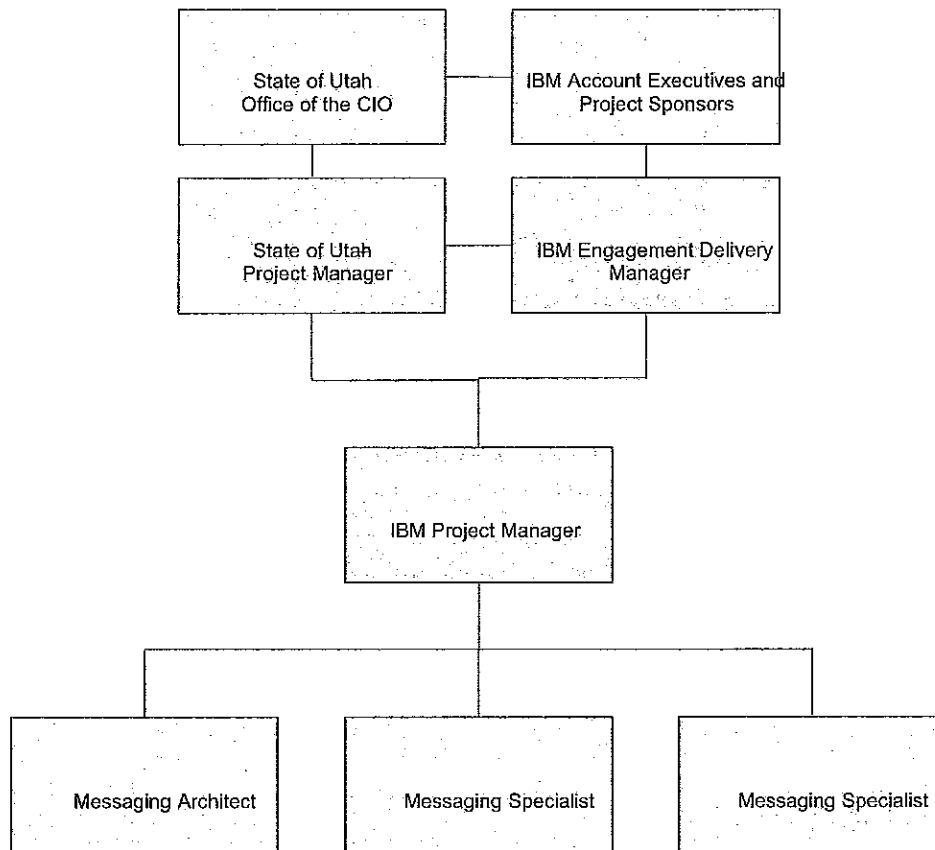 State of Utah
Office of the CIO
IBM Account Executives and
Project Sponsors
State of Utah
Project Manager
IBM Engagement Delivery
Manager
IBM Project Manager
Messaging Architect
Messaging Specialist
Messaging Specialist